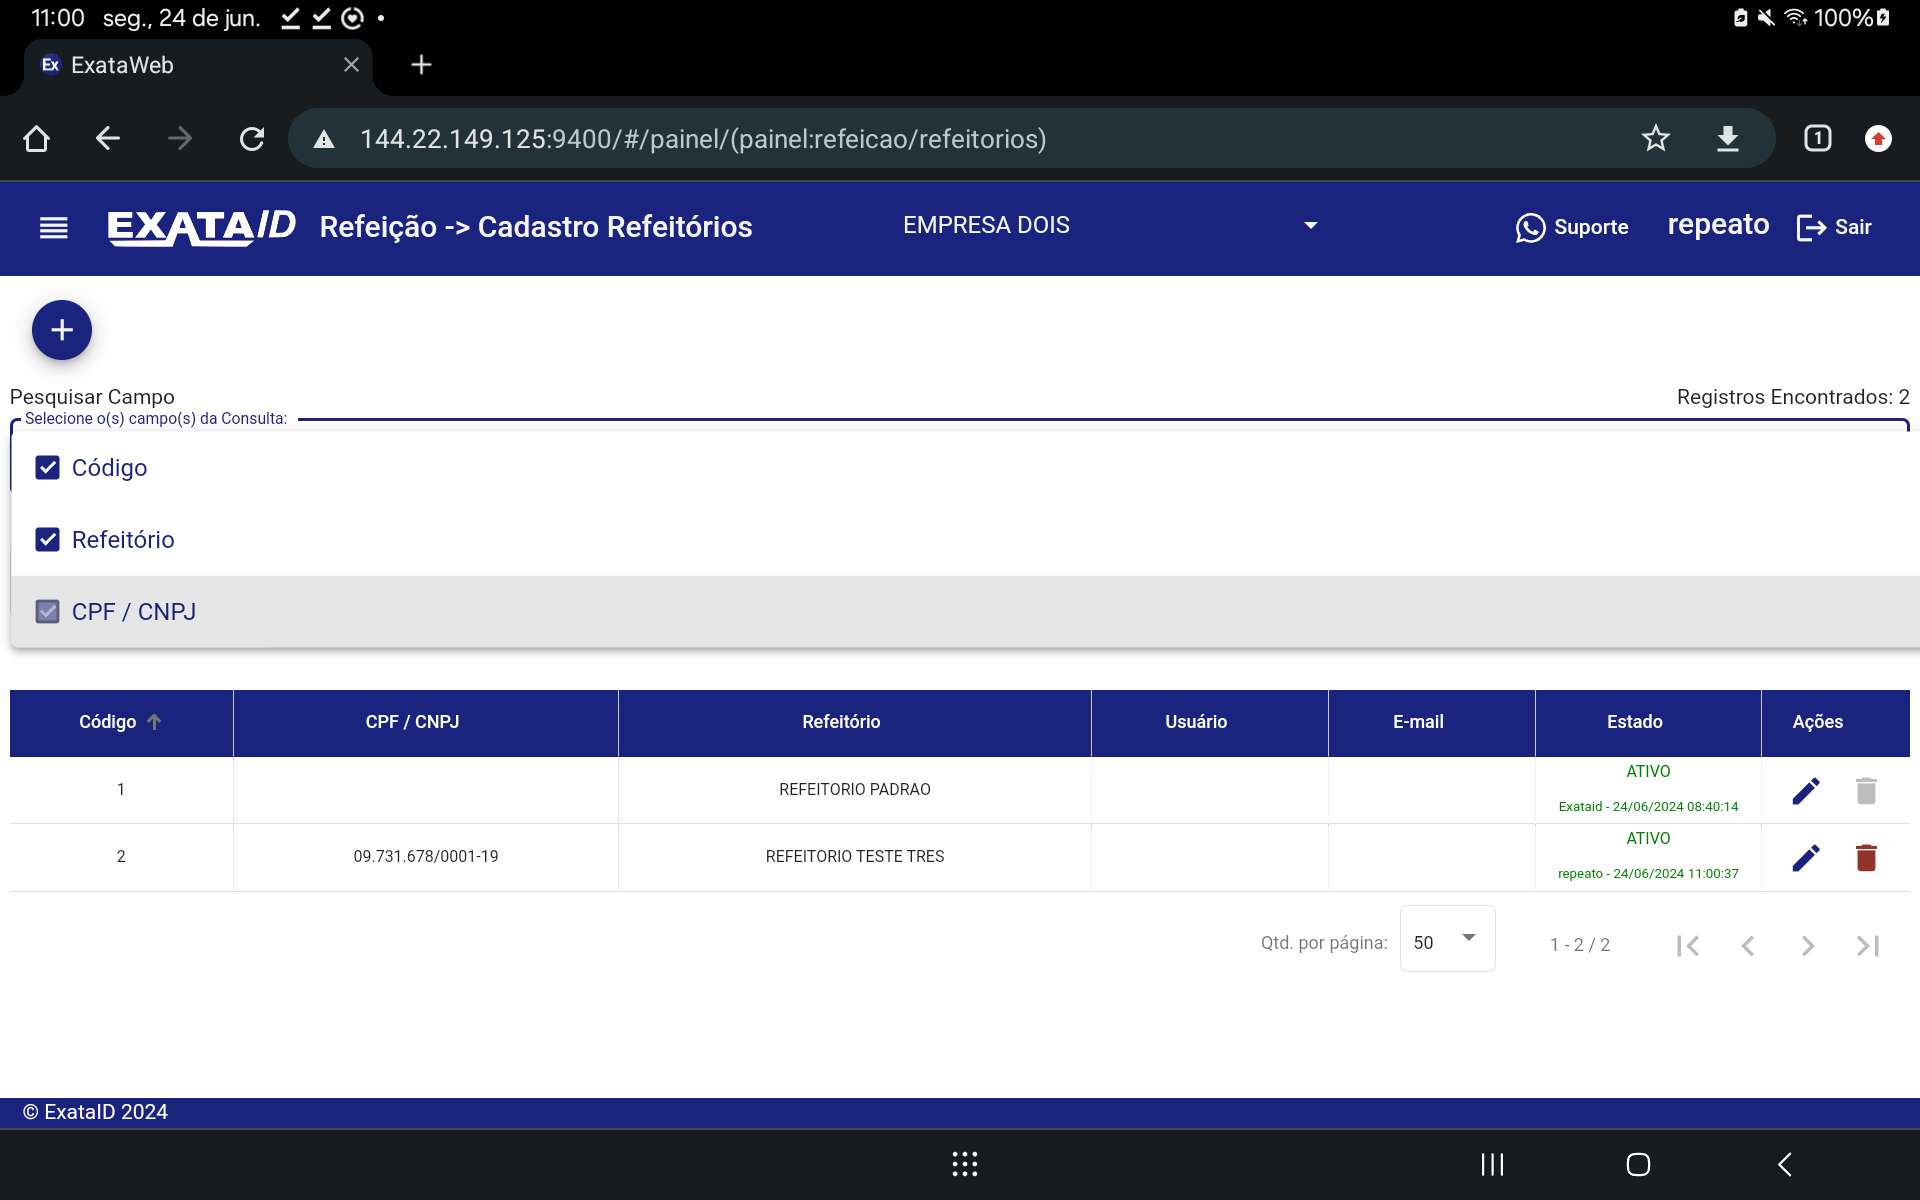 11:00 seg., 24 de jun. 100%
Ex ExataWeb
144.22.149.125:9400/#/painel/(painel:refeicao/refeitorios) 1
EXATAID Refeição -> Cadastro Refeitórios EMPRESA DOIS Suporte repeato Sair
Pesquisar Campo Registros Encontrados: 2
Selecione o(s) campo(s) da Consulta:
Código
Refeitório
CPF / CNPJ
Código CPF / CNPJ Refeitório Usuário E-mail Estado Ações
1 REFEITORIO PADRAO ATIVO
Exataid - 24/06/2024 08:40:14
2 09.731.678/0001-19 REFEITORIO TESTE TRES ATIVO
repeato - 24/06/2024 11:00:37
Qtd. por página: 50 1 - 2 / 2
© ExataID 2024